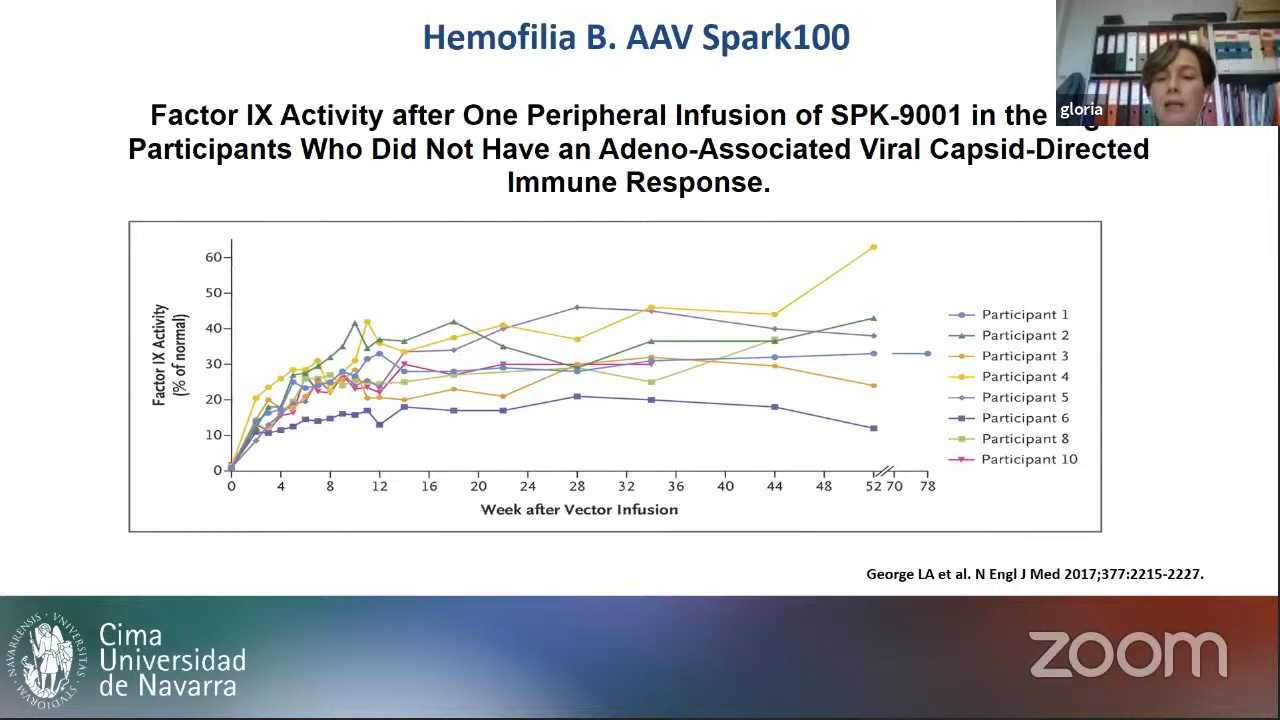 Hemofilia B. AAV Spark100
gloria
Factor IX Activity after One Peripheral Infusion of SPK-9001 in the
Participants Who Did Not Have an Adeno-Associated Viral Capsid-Directed
Immune Response.
Factor IX Activity
(% of normal)
60
50
40
30
20
10
0
0 4 8 12 16 20 24 28 32 36 40 44 48 52 70 78
Week after Vector Infusion
Participant 1
Participant 2
Participant 3
Participant 4
Participant 5
Participant 6
Participant 8
Participant 10
George LA et al. N Engl J Med 2017;377:2215-2227.
Cima
Universidad
de Navarra
zoom